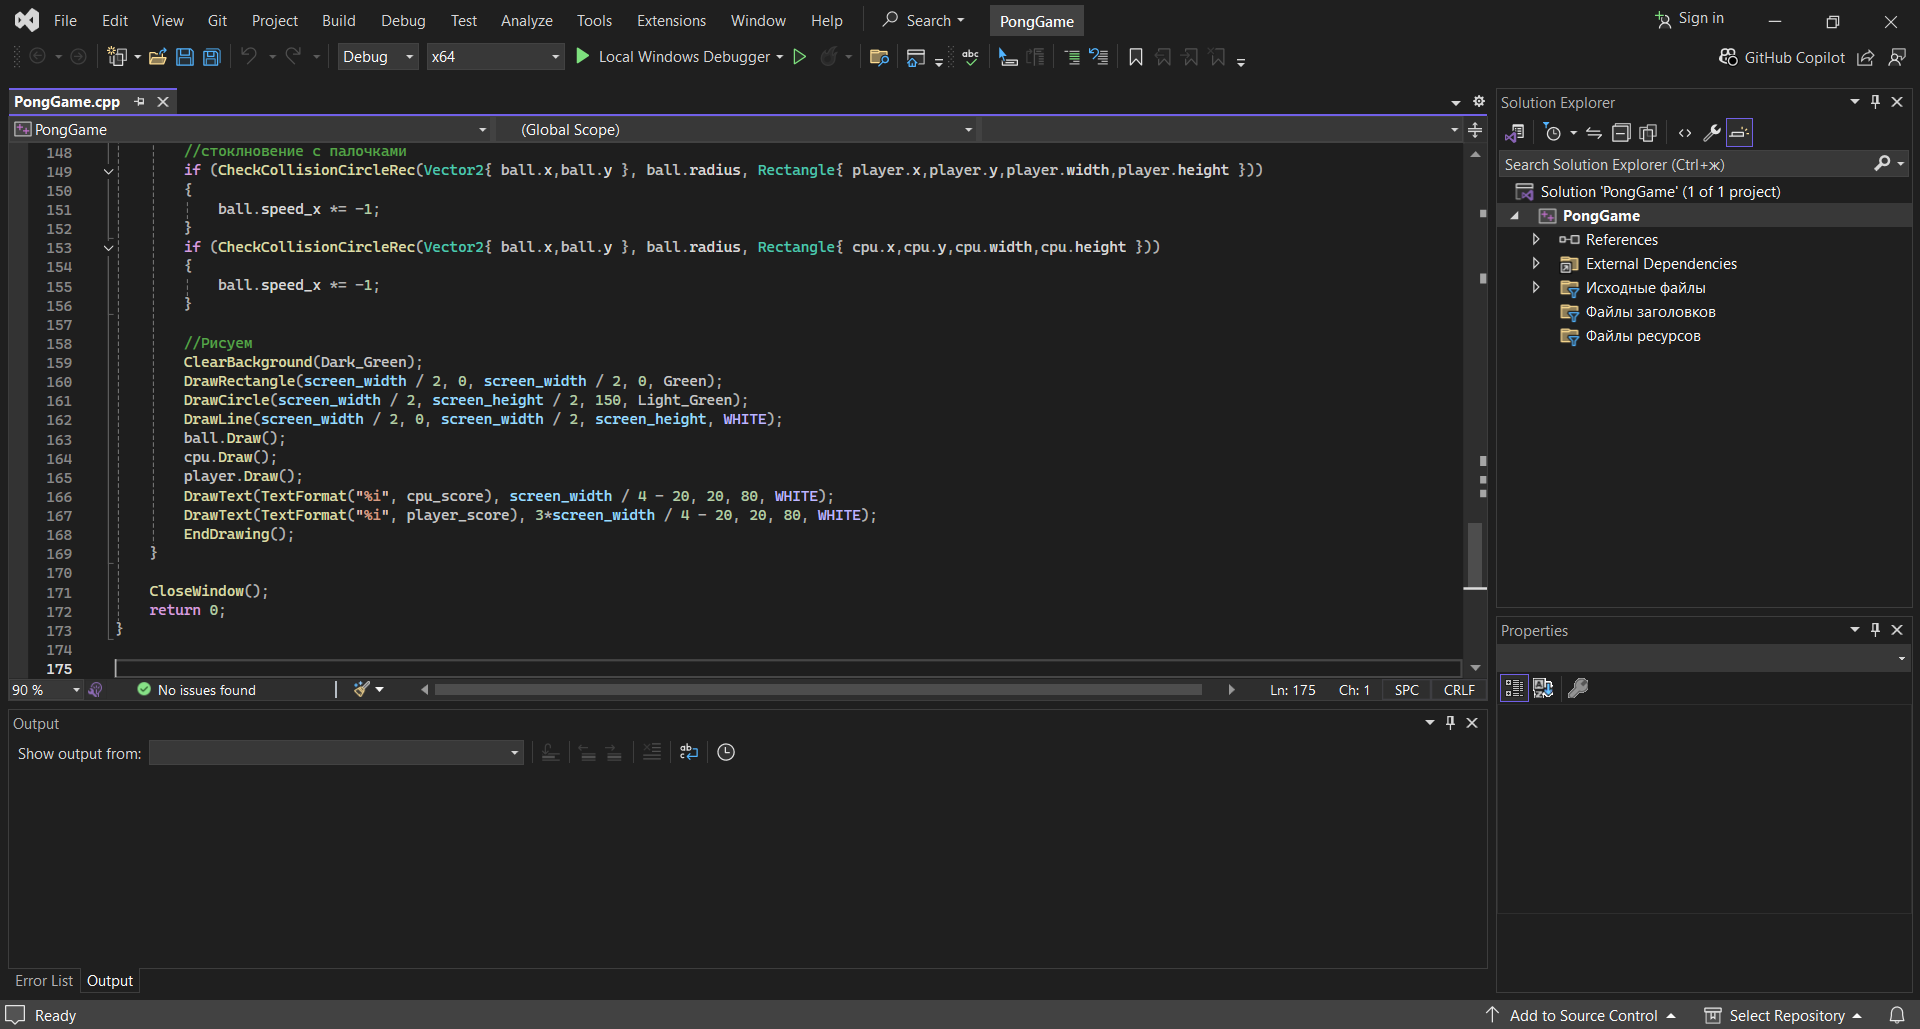 File Edit View Git Project Build Debug Test Analyze Tools Extensions Window Help Search PongGame Sign in
Debug x64 Local Windows Debugger GitHub Copilot
PongGame.cpp
PongGame (Global Scope)
148 //стоклновение с палочками
149 if (CheckCollisionCircleRec(Vector2{ ball.x,ball.y }, ball.radius, Rectangle{ player.x,player.y,player.width,player.height }))
150 {
151 ball.speed_x *= -1;
152 }
153 if (CheckCollisionCircleRec(Vector2{ ball.x,ball.y }, ball.radius, Rectangle{ cpu.x,cpu.y,cpu.width,cpu.height }))
154 {
155 ball.speed_x *= -1;
156 }
157
158 //Рисуем
159 ClearBackground(Dark_Green);
160 DrawRectangle(screen_width / 2, 0, screen_width / 2, 0, Green);
161 DrawCircle(screen_width / 2, screen_height / 2, 150, Light_Green);
162 DrawLine(screen_width / 2, 0, screen_width / 2, screen_height, WHITE);
163 ball.Draw();
164 cpu.Draw();
165 player.Draw();
166 DrawText(TextFormat("%i", cpu_score), screen_width / 4 - 20, 20, 80, WHITE);
167 DrawText(TextFormat("%i", player_score), 3*screen_width / 4 - 20, 20, 80, WHITE);
168 EndDrawing();
169 }
170
171 CloseWindow();
172 return 0;
173 }
174
175
90 % No issues found Ln: 175 Ch: 1 SPC CRLF
Output
Show output from:
Error List Output
Solution Explorer
Search Solution Explorer (Ctrl+ж)
Solution 'PongGame' (1 of 1 project)
PongGame
References
External Dependencies
Исходные файлы
Файлы заголовков
Файлы ресурсов
Properties
Ready Add to Source Control Select Repository